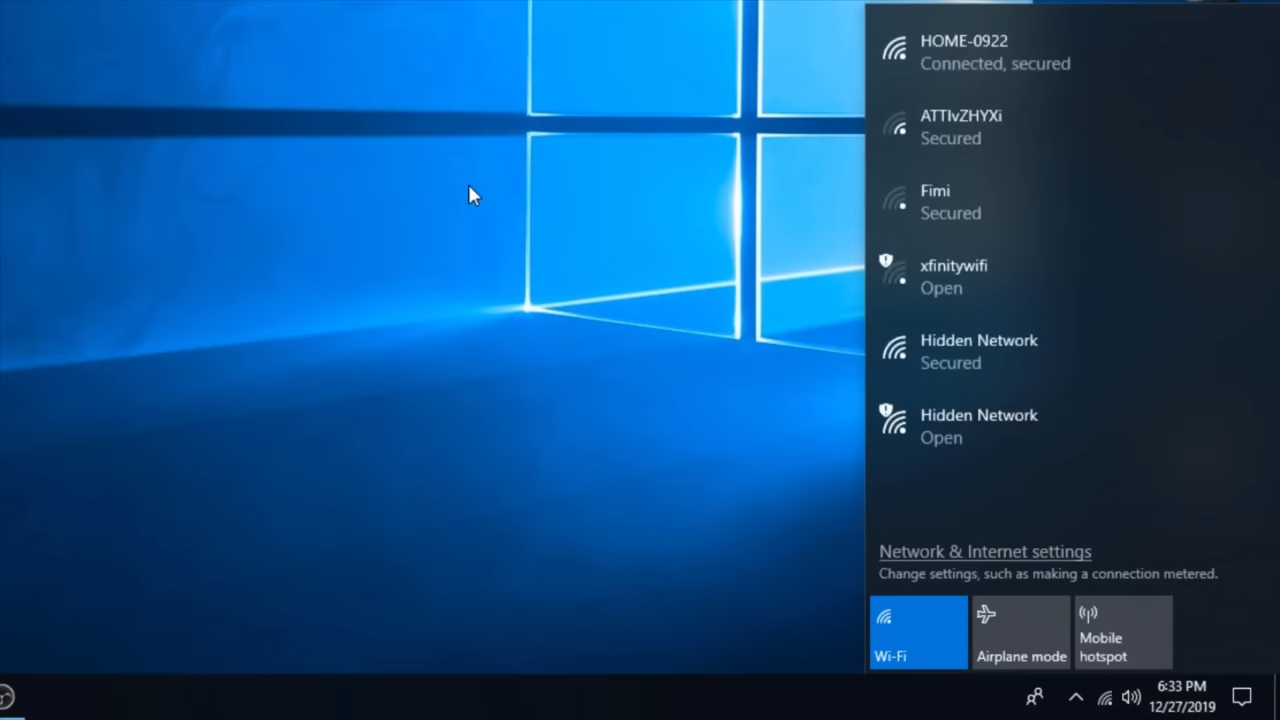 HOME-0922
Connected, secured
ATTIvZHYXi
Secured
Fimi
Secured
xfinitywifi
Open
Hidden Network
Secured
Hidden Network
Open
Network & Internet settings
Change settings, such as making a connection metered.
Wi-Fi
Airplane mode
Mobile
hotspot
6:33 PM
12/27/2019